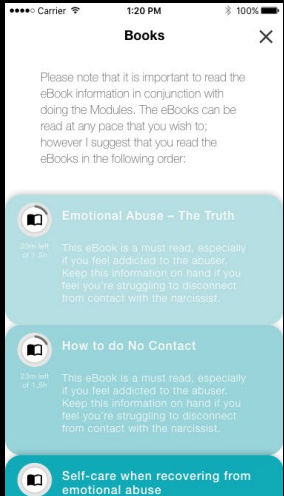 Carrier 1:20 PM 100%
Books
Please note that it is important to read the
eBook information in conjunction with
doing the Modules. The eBooks can be
read at any pace that you wish to;
however I suggest that you read the
eBooks in the following order:
Emotional Abuse – The Truth
23m left
of 1,5h
This eBook is a must read, especially
if you feel addicted to the abuser.
Keep this information on hand if you
feel you're struggling to disconnect
from contact with the narcissist.
How to do No Contact
23m left
of 1,5h
This eBook is a must read, especially
if you feel addicted to the abuser.
Keep this information on hand if you
feel you're struggling to disconnect
from contact with the narcissist.
Self-care when recovering from
emotional abuse